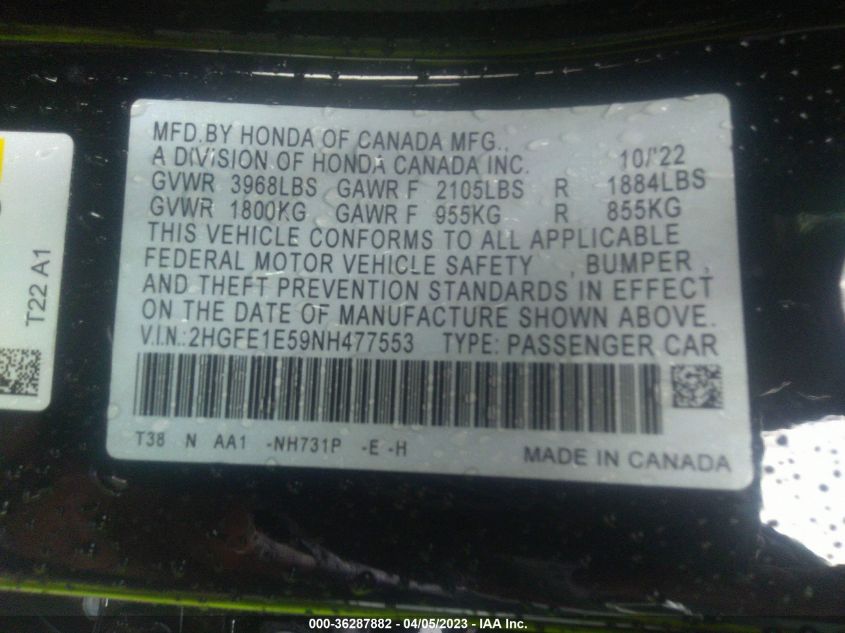 MFD.BY HONDA OF CANADA MFG.,
A DIVISION OF HONDA CANADA INC. 10/'22
GVWR 3968LBS GAWR F 2105LBS R 1884LBS
GVWR 1800KG GAWR F 955KG R 855KG
THIS VEHICLE CONFORMS TO ALL APPLICABLE
FEDERAL MOTOR VEHICLE SAFETY , BUMPER ,
AND THEFT PREVENTION STANDARDS IN EFFECT
ON THE DATE OF MANUFACTURE SHOWN ABOVE.
V.I.N.:2HGFE1E59NH477553 TYPE: PASSENGER CAR
T38 N AA1 -NH731P -E -H MADE IN CANADA
T22 A1
000-36287882 - 04/05/2023 - IAA Inc.